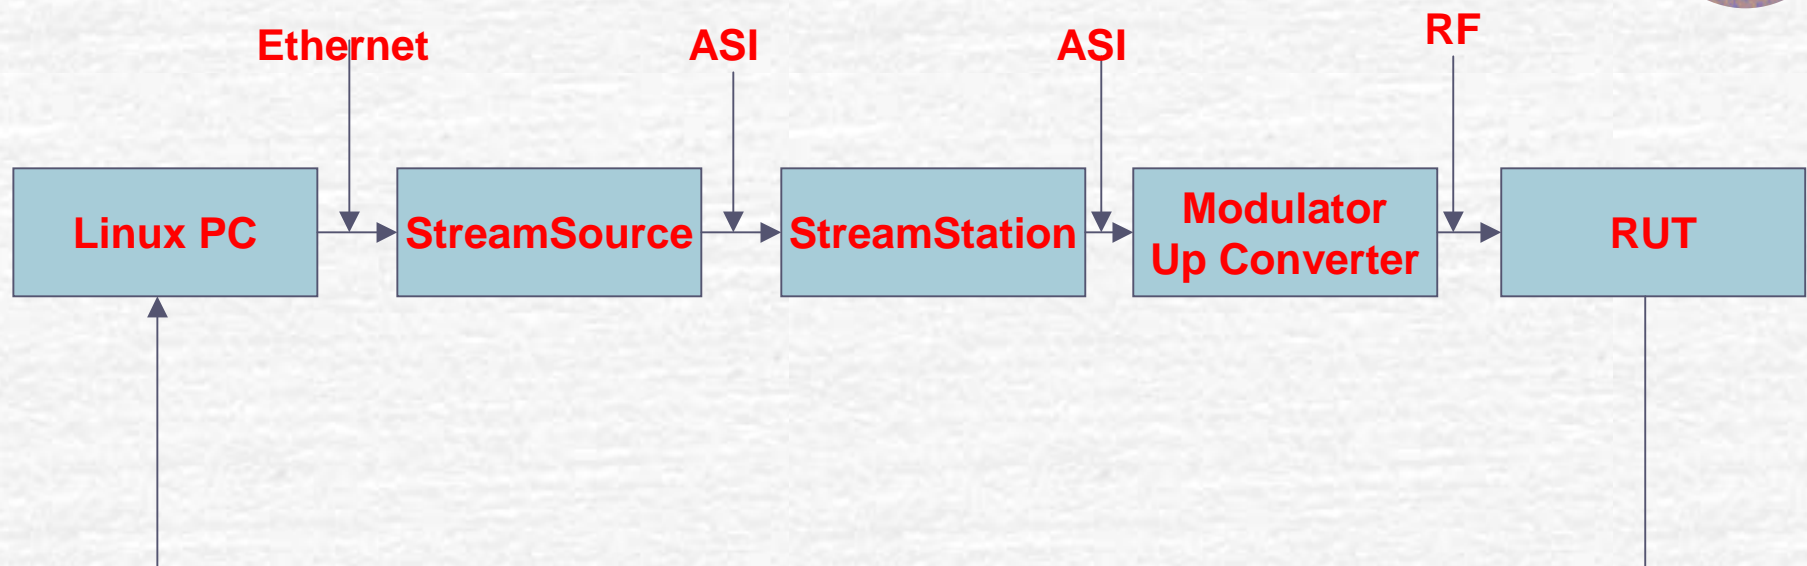 Ethernet
ASI
ASI
RF
Linux PC
StreamSource
StreamStation
Modulator
Up Converter
RUT